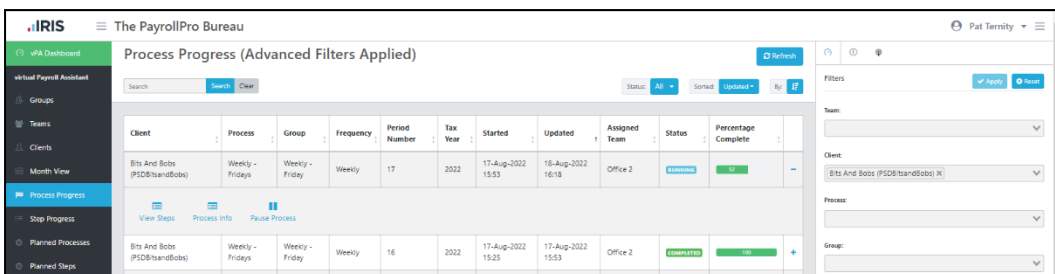 IRIS
The PayrollPro Bureau
Pat Ternity
vPA Dashboard
virtual Payroll Assistant
Groups
Teams
Clients
Month View
Process Progress
Step Progress
Planned Processes
Planned Steps
Process Progress (Advanced Filters Applied)
Refresh
Search Search Clear
Status: All Sorted: Updated By:
Client Process Group Frequency Period Number Tax Year Started Updated Assigned Team Status Percentage Complete
Bits And Bobs Weekly - Weekly - Weekly 17 2022 17-Aug-2022 18-Aug-2022 Office 2 RUNNING 52
(PSDBitsandBobs) Fridays Friday 15:53 16:18
View Steps Process Info Pause Process
Bits And Bobs Weekly - Weekly - Weekly 16 2022 17-Aug-2022 17-Aug-2022 Office 2 COMPLETED 100
(PSDBitsandBobs) Fridays Friday 15:25 15:53
Filters
Apply Reset
Team:
Client:
Bits And Bobs (PSDBitsandBobs) ×
Process:
Group: